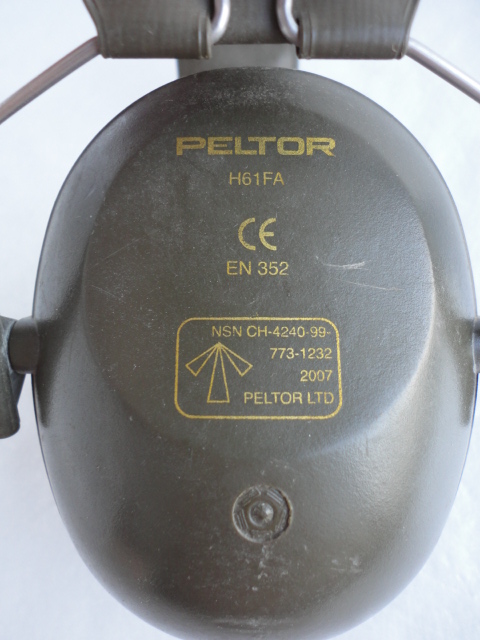 PELTOR
H61FA
CE
EN 352
NSN CH-4240-99-
773-1232
2007
PELTOR LTD